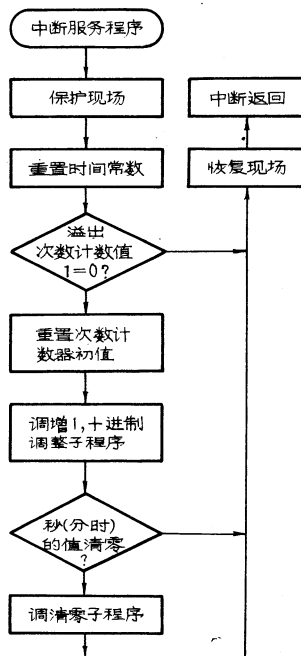 中断服务程序
保护现场
重置时间常数
溢出
次数计数值
1=0?
重置次数计
数器初值
调增1,+进制
调整子程序
秒(分时)
的值清零
?
调清零子程序
中断返回
恢复现场